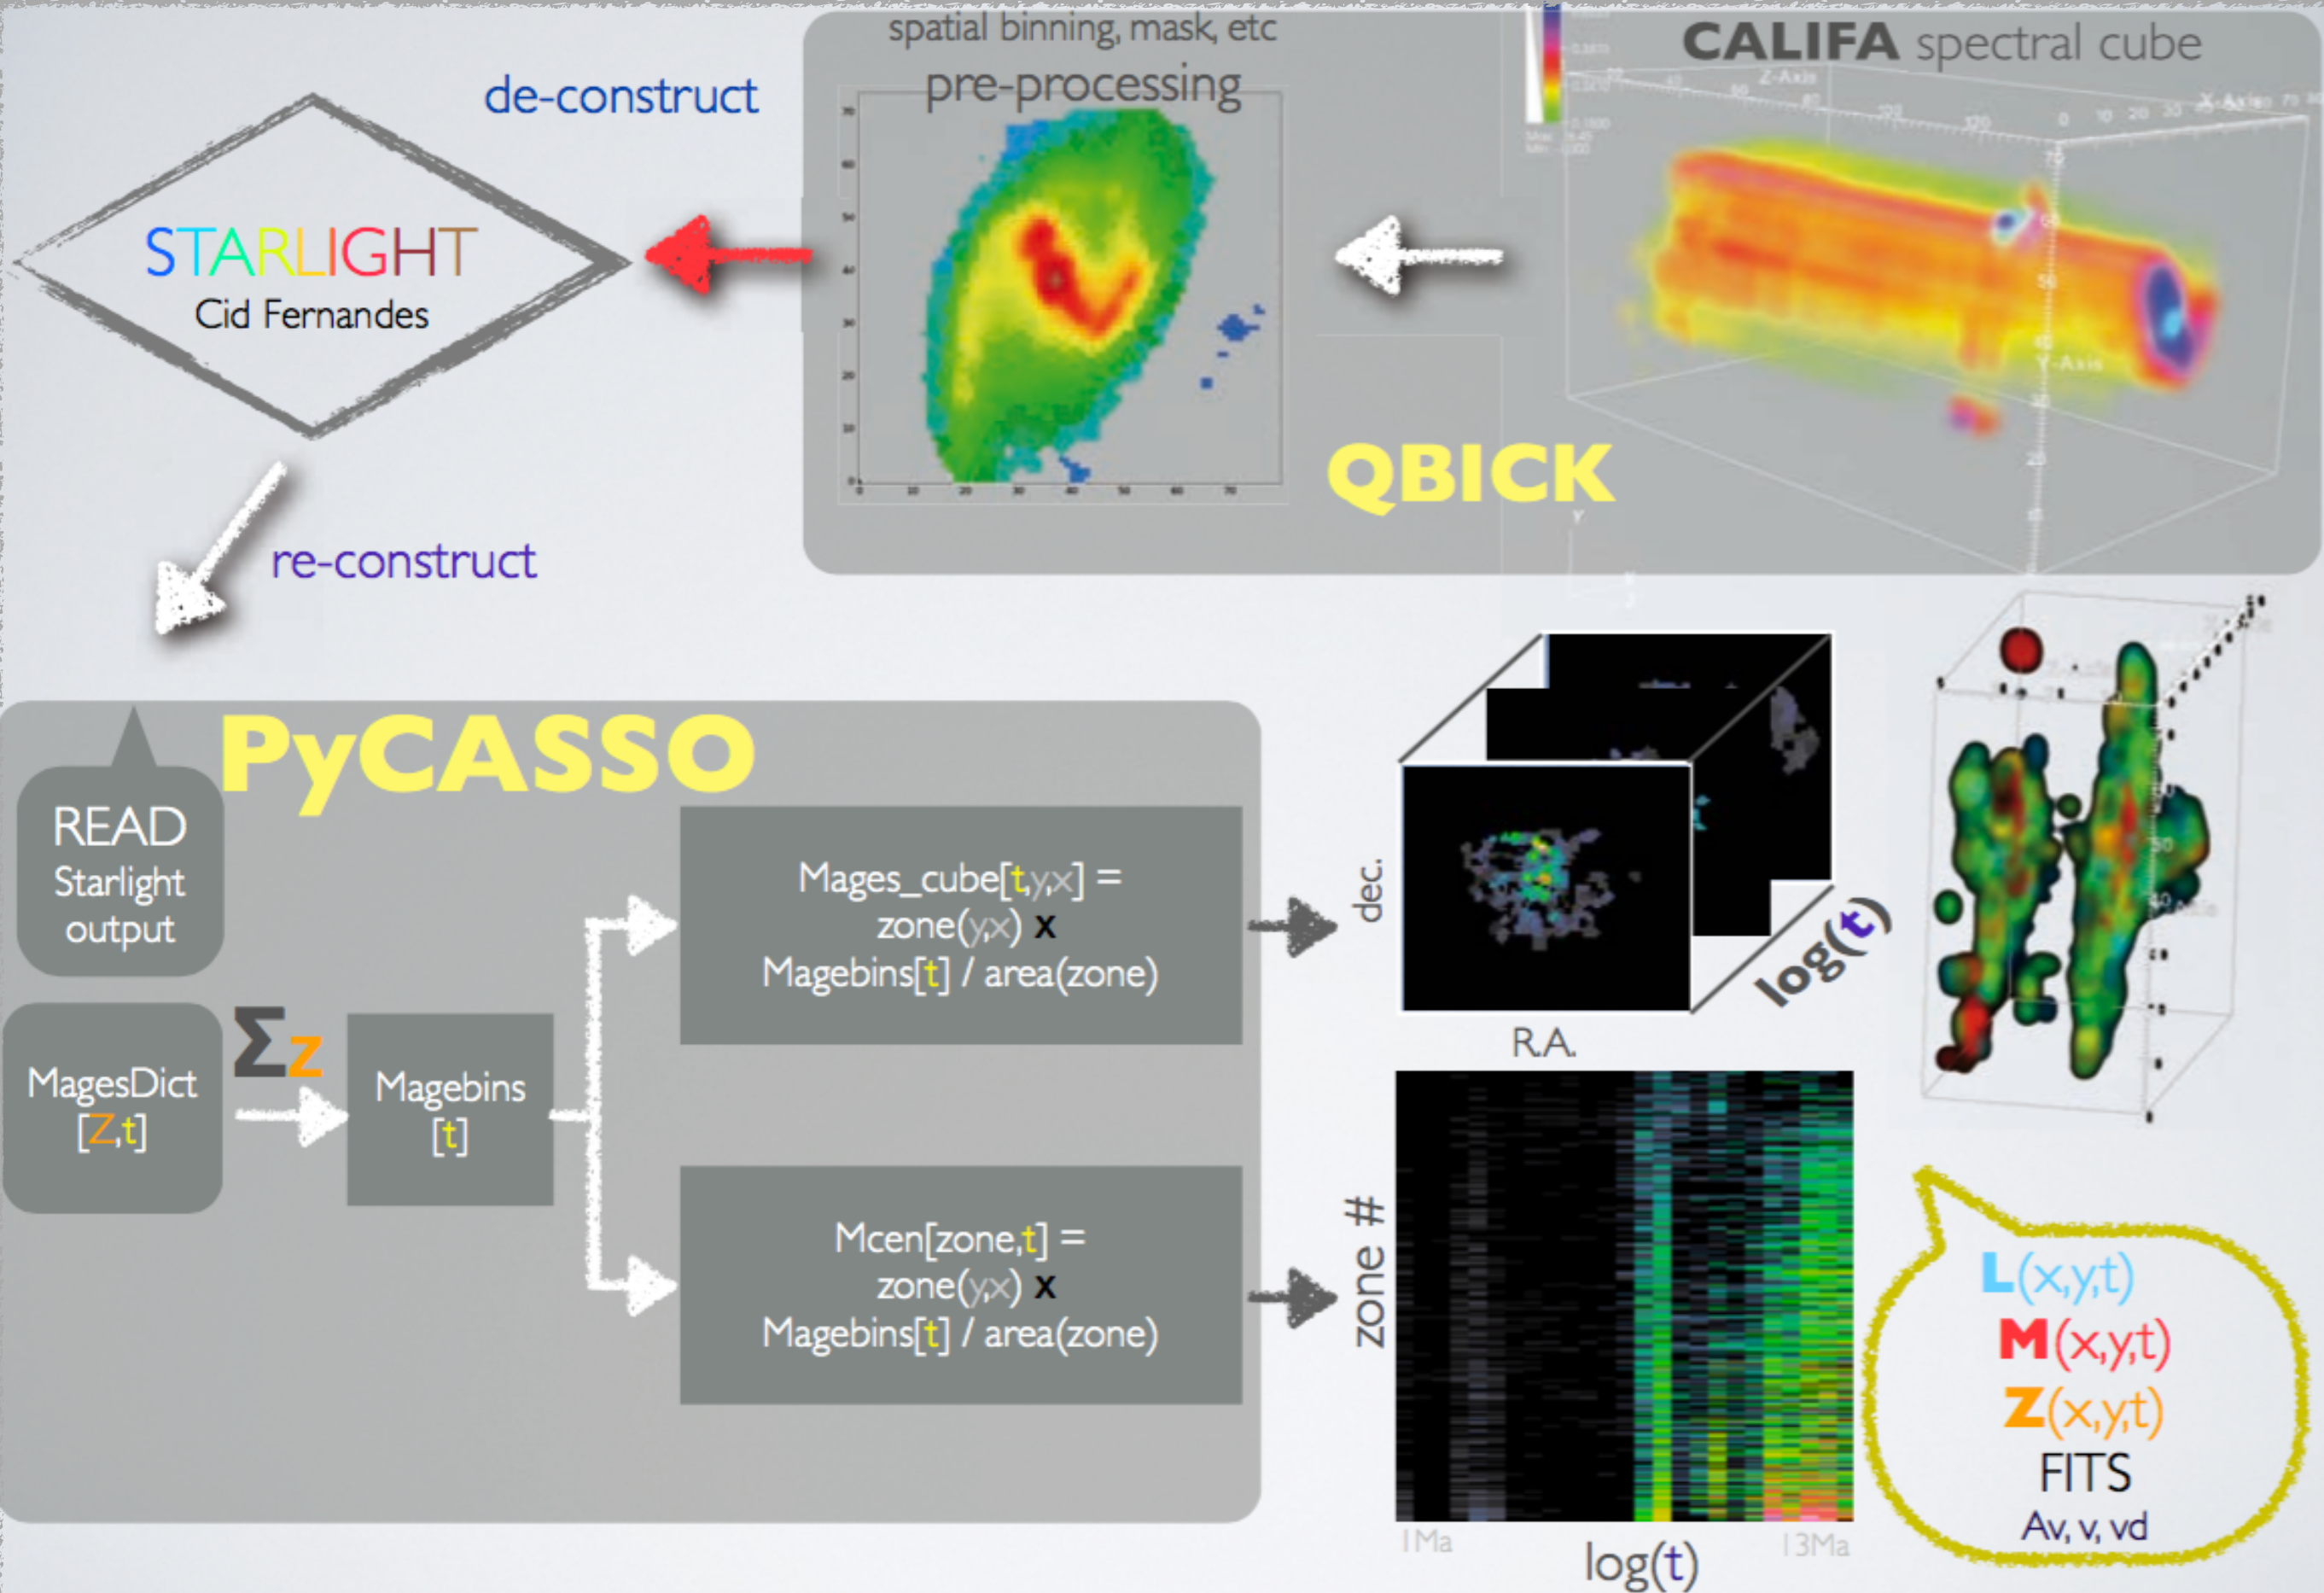 spatial binning, mask, etc
pre-processing
CALIFA spectral cube
Z-Axis
Y-Axis
de-construct
STARLIGHT
Cid Fernandes
QBICK
re-construct
PyCASSO
READ
Starlight
output
MagesDict
[Z,t]
Σz
Magebins
[t]
Mages_cube[t,y,x] =
zone(y,x) x
Magebins[t] / area(zone)
Mcen[zone,t] =
zone(y,x) x
Magebins[t] / area(zone)
dec.
R.A.
log(t)
zone #
1Ma
13Ma
log(t)
L(x,y,t)
M(x,y,t)
Z(x,y,t)
FITS
Av, v, vd